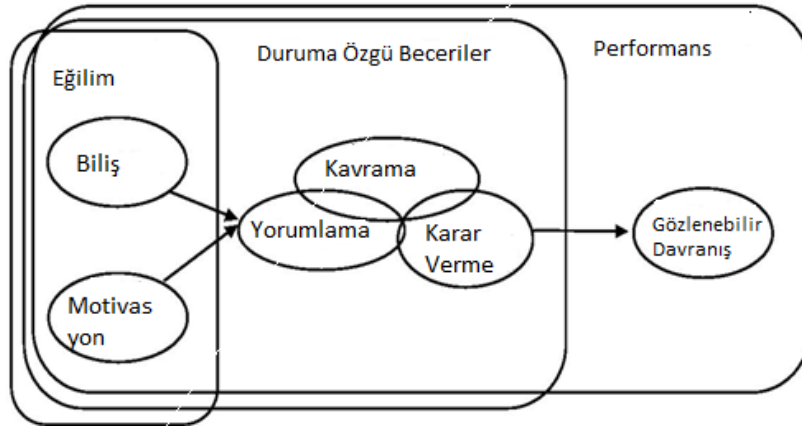 Duruma Özgü Beceriler
Performans
Eğilim
Biliş
Kavrama
Yorumlama
Karar
Verme
Gözlenebilir
Davranış
Motivas
yon